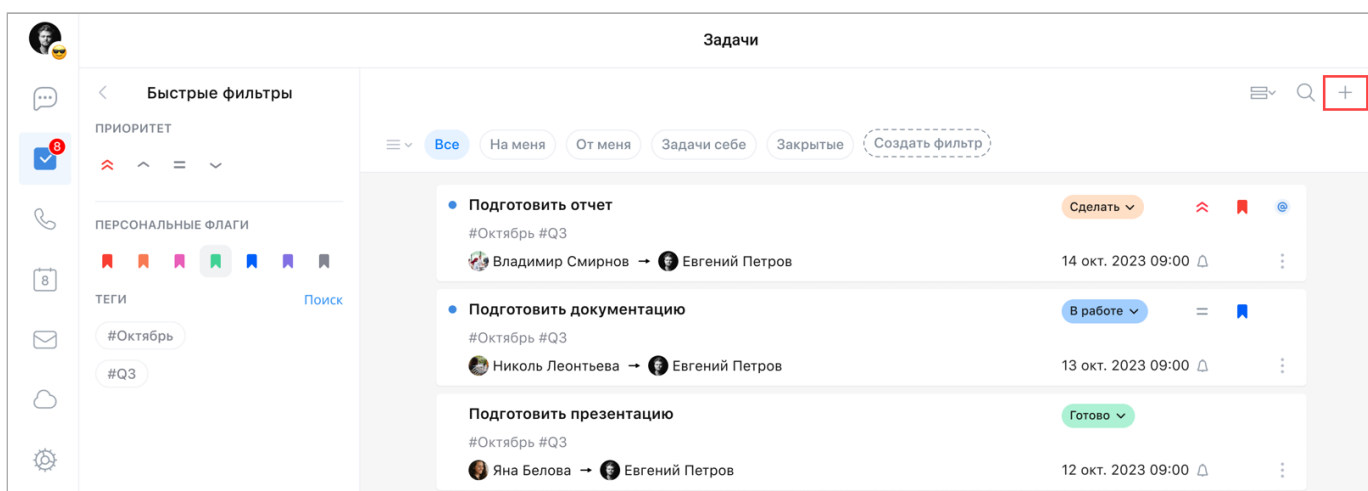 Задачи
Быстрые фильтры
ПРИОРИТЕТ
8
Все
На меня
От меня
Задачи себе
Закрытые
Создать фильтр
Подготовить отчет
Сделать
@
#Октябрь #Q3
ПЕРСОНАЛЬНЫЕ ФЛАГИ
Владимир Смирнов → Евгений Петров
14 окт. 2023 09:00
8
ТЕГИ
Поиск
Подготовить документацию
В работе
#Октябрь
#Октябрь #Q3
Николь Леонтьева → Евгений Петров
13 окт. 2023 09:00
#Q3
Подготовить презентацию
Готово
#Октябрь #Q3
Яна Белова → Евгений Петров
12 окт. 2023 09:00